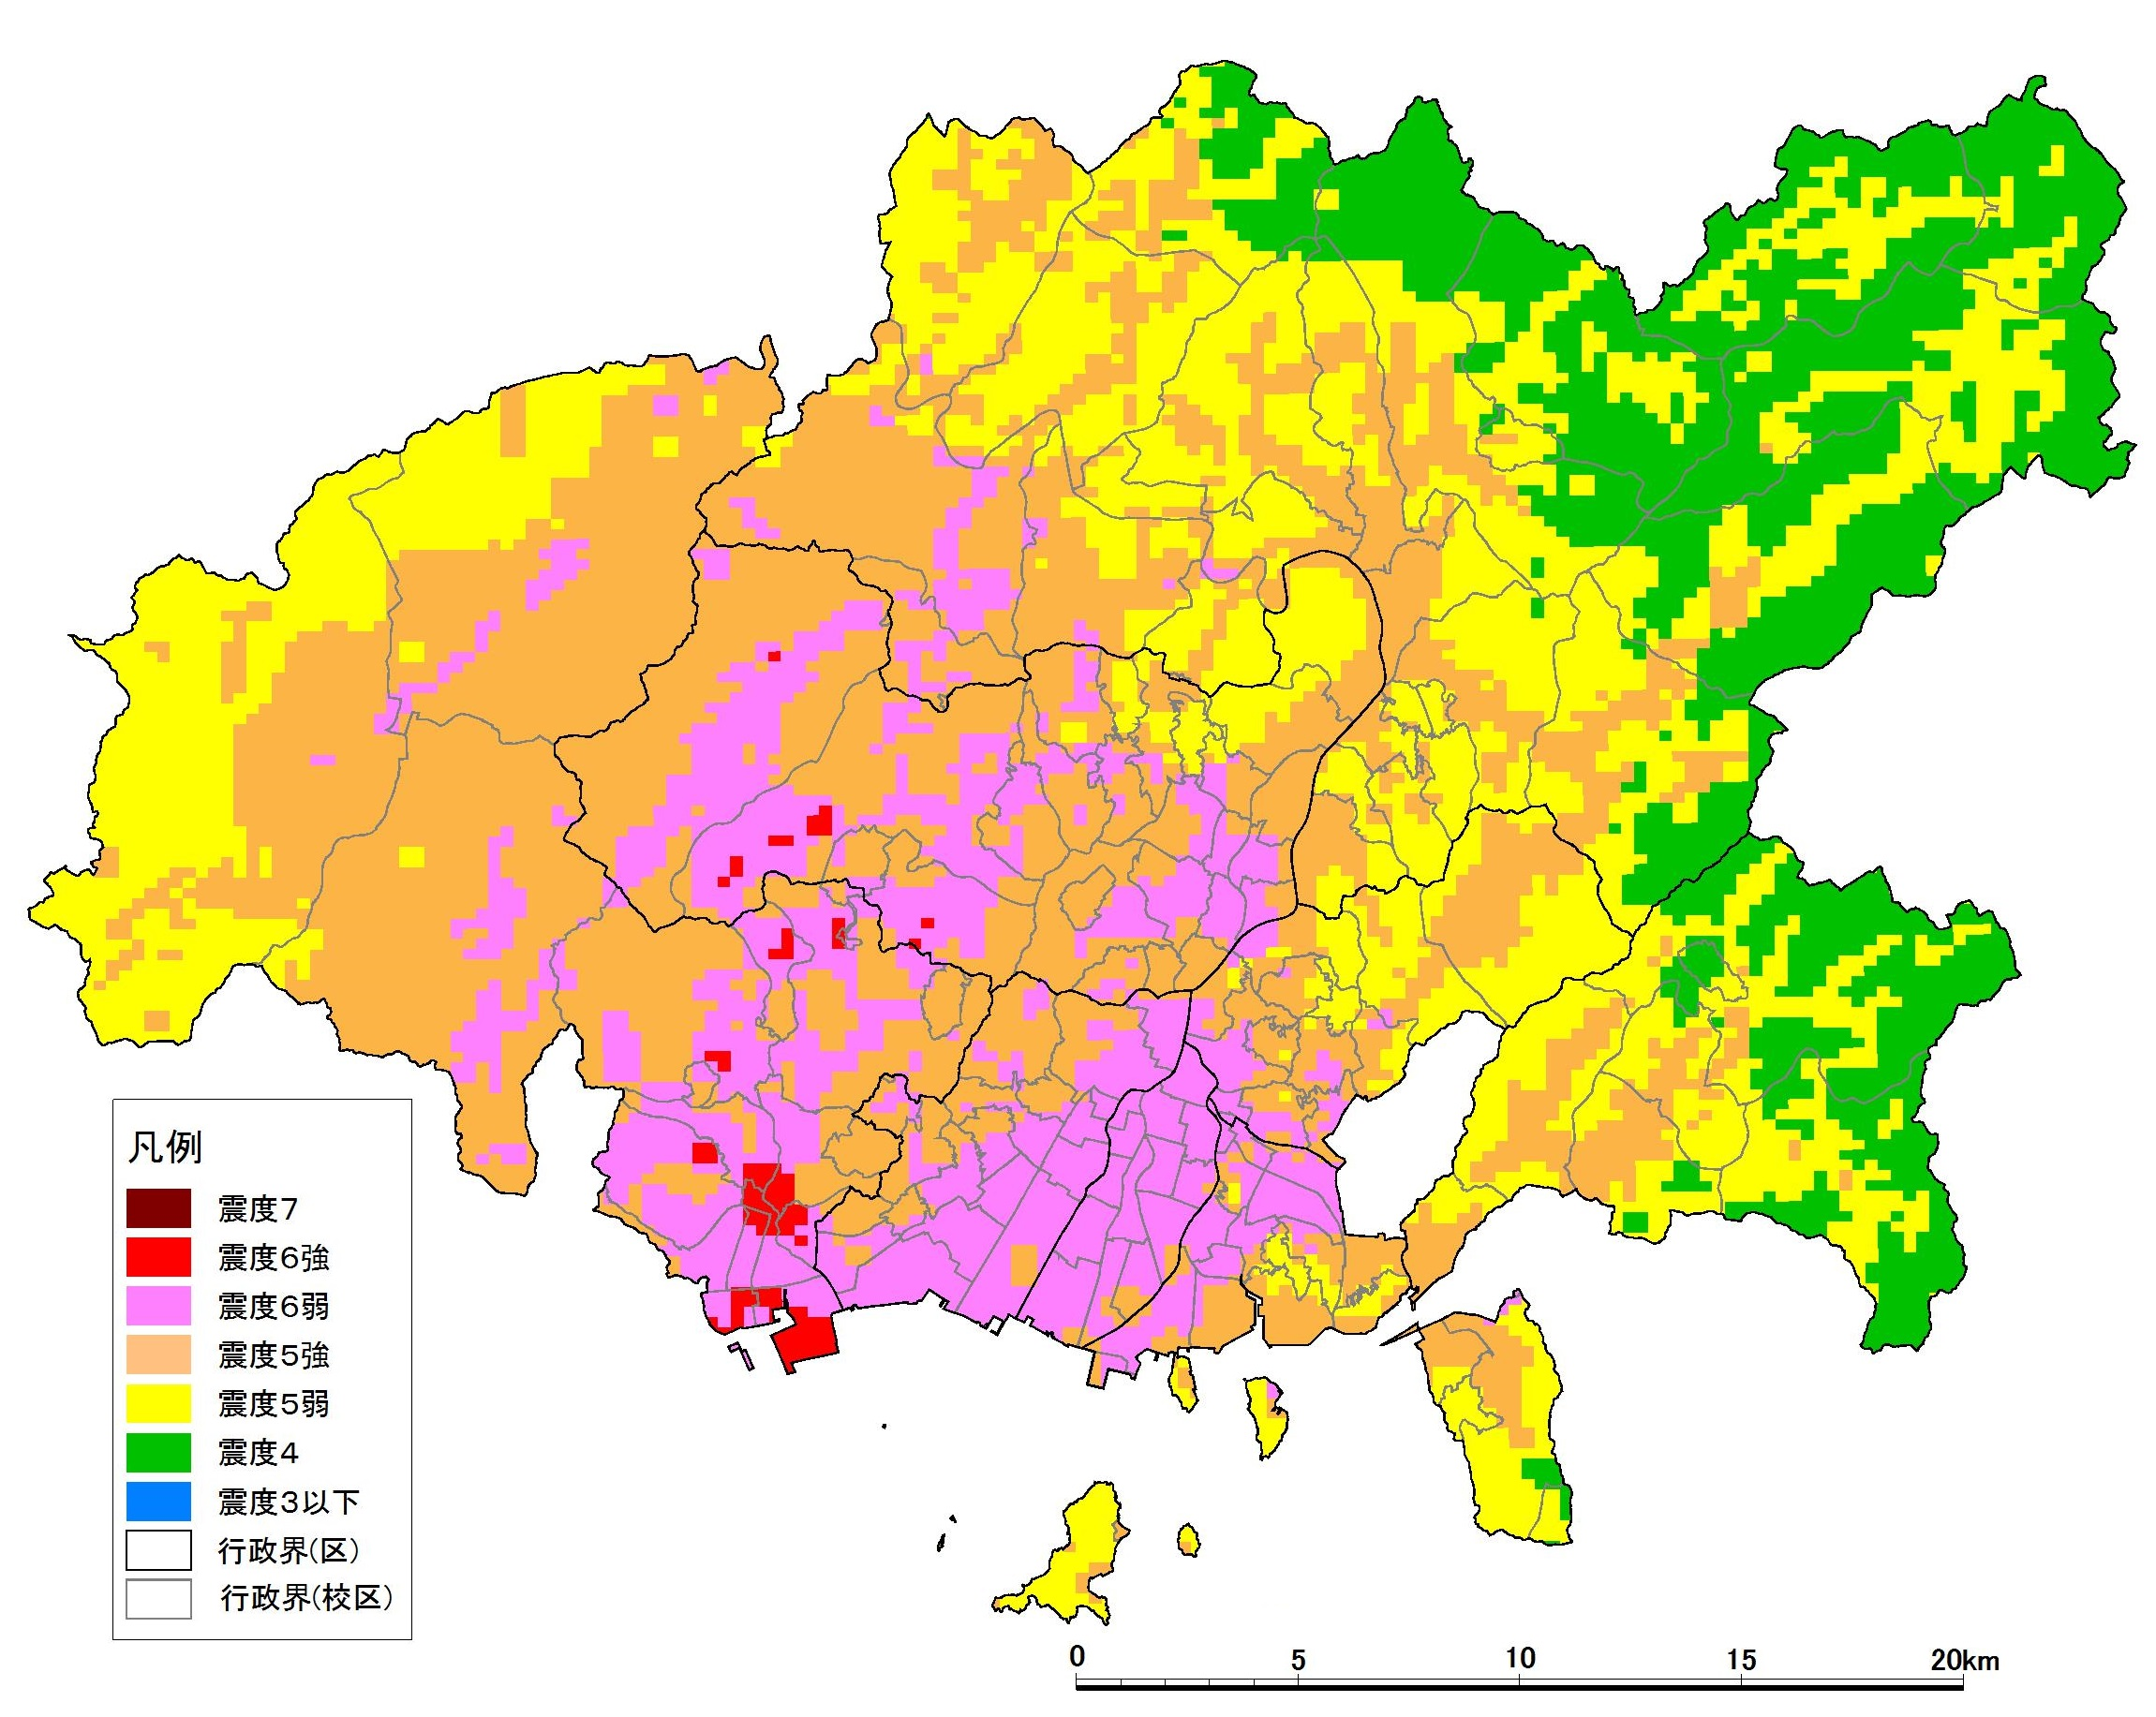 凡例
震度7
震度6強
震度6弱
震度5強
震度5弱
震度4
震度3以下
行政界(区)
行政界(校区)
0 5 10 15 20km